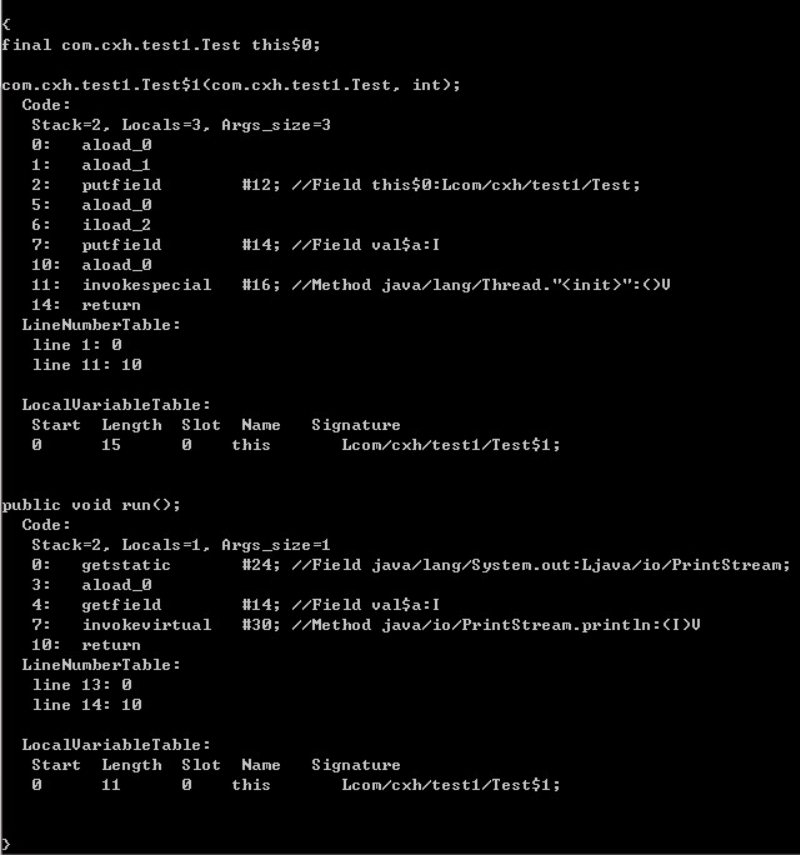 {
final com.cxh.test1.Test this$0;
com.cxh.test1.Test$1(com.cxh.test1.Test, int);
Code:
Stack=2, Locals=3, Args_size=3
0: aload_0
1: aload_1
2: putfield #12; //Field this$0:Lcom/cxh/test1/Test;
5: aload_0
6: iload_2
7: putfield #14; //Field val$a:I
10: aload_0
11: invokespecial #16; //Method java/lang/Thread."<init>":()V
14: return
LineNumberTable:
line 1: 0
line 11: 10
LocalVariableTable:
Start Length Slot Name Signature
0 15 0 this Lcom/cxh/test1/Test$1;
public void run();
Code:
Stack=2, Locals=1, Args_size=1
0: getstatic #24; //Field java/lang/System.out:Ljava/io/PrintStream;
3: aload_0
4: getfield #14; //Field val$a:I
7: invokevirtual #30; //Method java/io/PrintStream.println:(I)V
10: return
LineNumberTable:
line 13: 0
line 14: 10
LocalVariableTable:
Start Length Slot Name Signature
0 11 0 this Lcom/cxh/test1/Test$1;
}